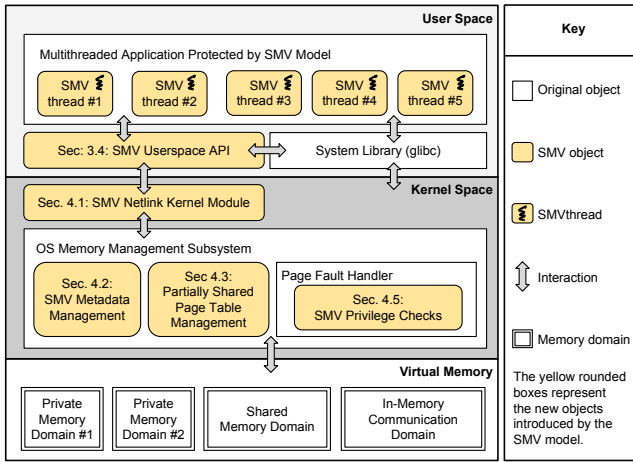 User Space
Multithreaded Application Protected by SMV Model
SMV
thread #1
SMV
thread #2
SMV
thread #3
SMV
thread #4
SMV
thread #5
Sec: 3.4: SMV Userspace API
System Library (glibc)
Kernel Space
Sec. 4.1: SMV Netlink Kernel Module
OS Memory Management Subsystem
Sec. 4.2:
SMV Metadata
Management
Sec 4.3:
Partially Shared
Page Table
Management
Page Fault Handler
Sec. 4.5:
SMV Privilege Checks
Virtual Memory
Private
Memory
Domain #1
Private
Memory
Domain #2
Shared
Memory Domain
In-Memory
Communication
Domain
Key
Original object
SMV object
SMVthread
Interaction
Memory domain
The yellow rounded
boxes represent
the new objects
introduced by the
SMV model.